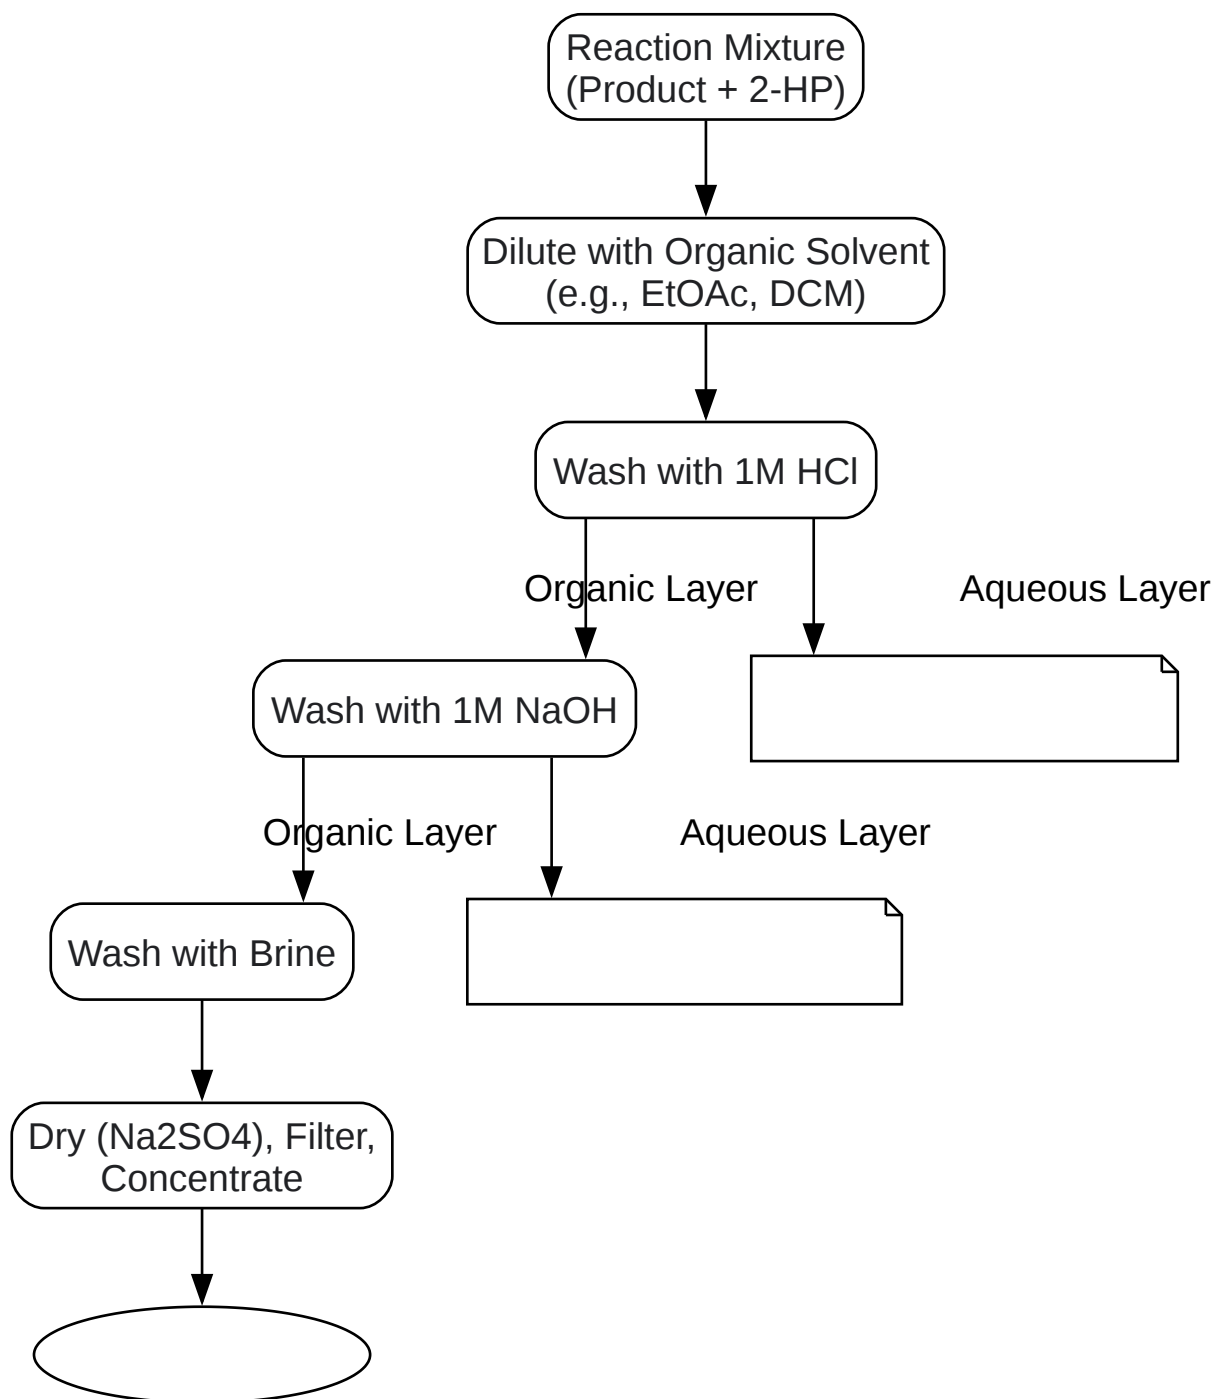 Reaction Mixture
(Product + 2-HP)
Dilute with Organic Solvent
(e.g., EtOAc, DCM)
Wash with 1M HCl
Organic Layer
Aqueous Layer
Wash with 1M NaOH
Organic Layer
Aqueous Layer
Wash with Brine
Dry (Na2SO4), Filter,
Concentrate